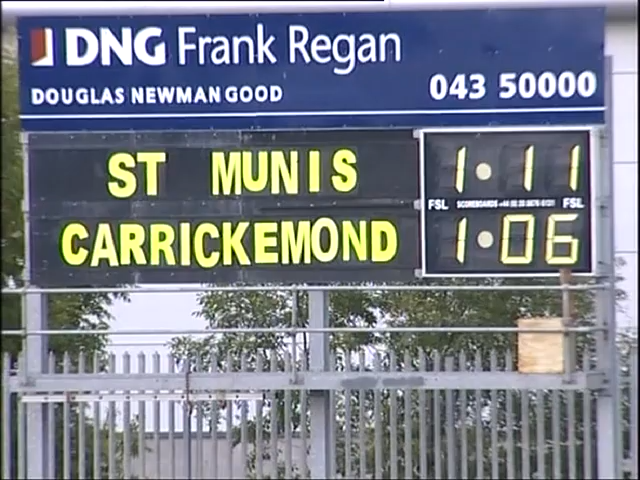 DNG Frank Regan
DOUGLAS NEWMAN GOOD 043 50000
ST MUNIS 1·11
FSL SCOREBOARDS FSL
CARRICKEMOND 1·06